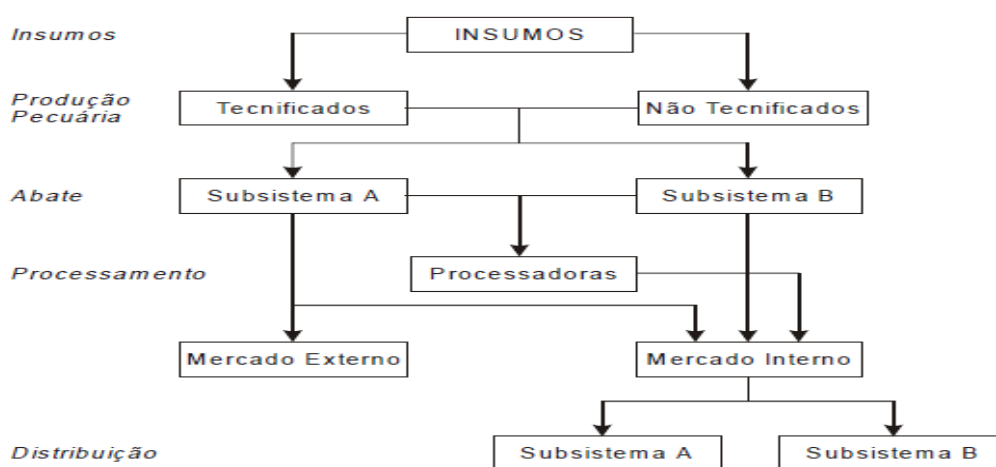 Insumos
INSUMOS
Produção
Pecuária
Tecnificados
Não Tecnificados
Abate
Subsistema A
Subsistema B
Processamento
Processadoras
Mercado Externo
Mercado Interno
Distribuição
Subsistema A
Subsistema B